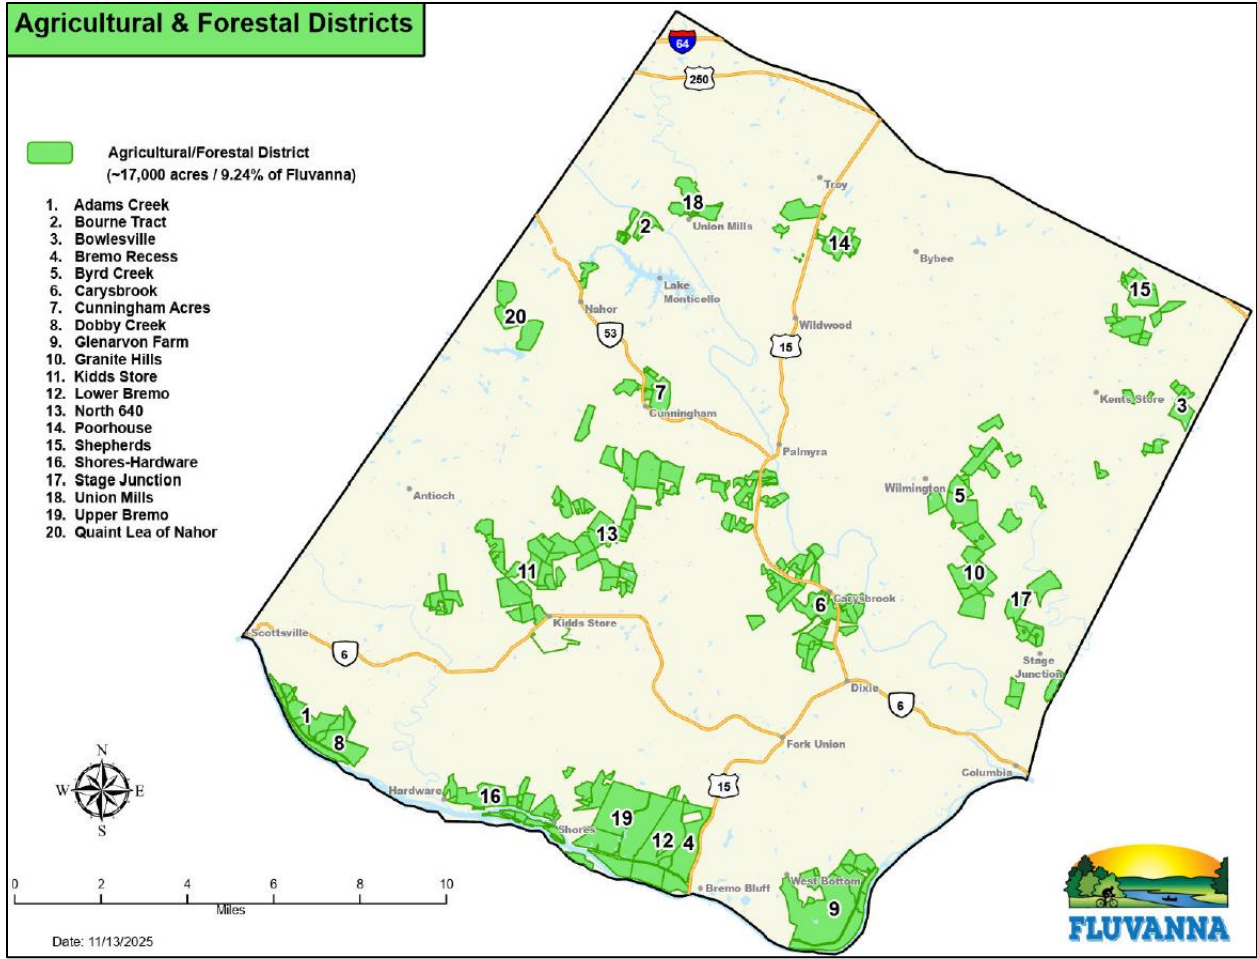 Agricultural & Forestal Districts
Agricultural/Forestal District
(~17,000 acres / 9.24% of Fluvanna)
1. Adams Creek
2. Bourne Tract
3. Bowlesville
4. Bremo Recess
5. Byrd Creek
6. Carysbrook
7. Cunningham Acres
8. Dobby Creek
9. Glenarvon Farm
10. Granite Hills
11. Kidds Store
12. Lower Bremo
13. North 640
14. Poorhouse
15. Shepherds
16. Shores-Hardware
17. Stage Junction
18. Union Mills
19. Upper Bremo
20. Quaint Lea of Nahor
64
250
Troy
18
2
Union Mills
14
Bybee
Lake
Monticello
15
Nahor
20
53
Wildwood
15
7
Cunningham
Kents Store
3
Palmyra
Antioch
Wilmington
5
13
11
10
6
Carysbrook
17
Kidds Store
Scottsville
6
Stage
Junction
Dixie
6
1
8
Fork Union
Columbia
15
Hardware
16
19
Shores
12
4
Bremo Bluff
West Bottom
9
N
W
E
S
0 2 4 6 8 10
Miles
Date: 11/13/2025
FLUVANNA